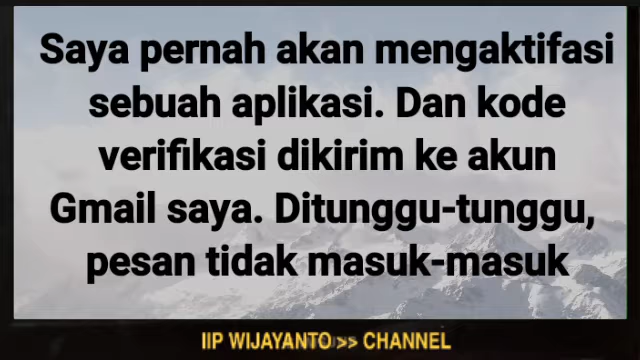 Saya pernah akan mengaktifasi
sebuah aplikasi. Dan kode
verifikasi dikirim ke akun
Gmail saya. Ditunggu-tunggu,
pesan tidak masuk-masuk
IIP WIJAYANTO >> CHANNEL